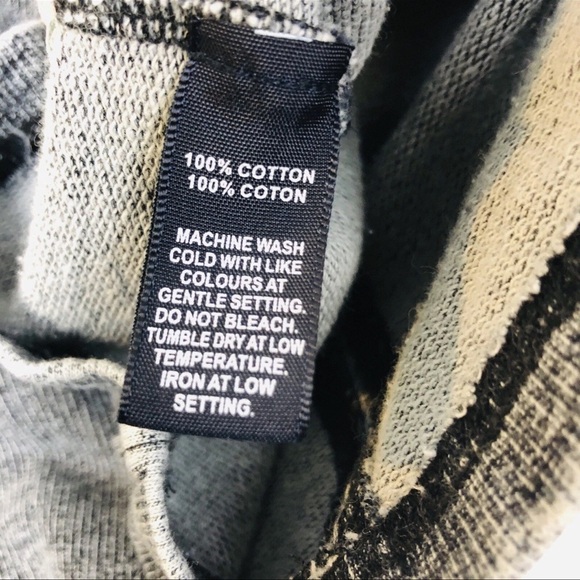 100% COTTON
100% COTON
MACHINE WASH
COLD WITH LIKE
COLOURS AT
GENTLE SETTING.
DO NOT BLEACH.
TUMBLE DRY AT LOW
TEMPERATURE.
IRON AT LOW
SETTING.